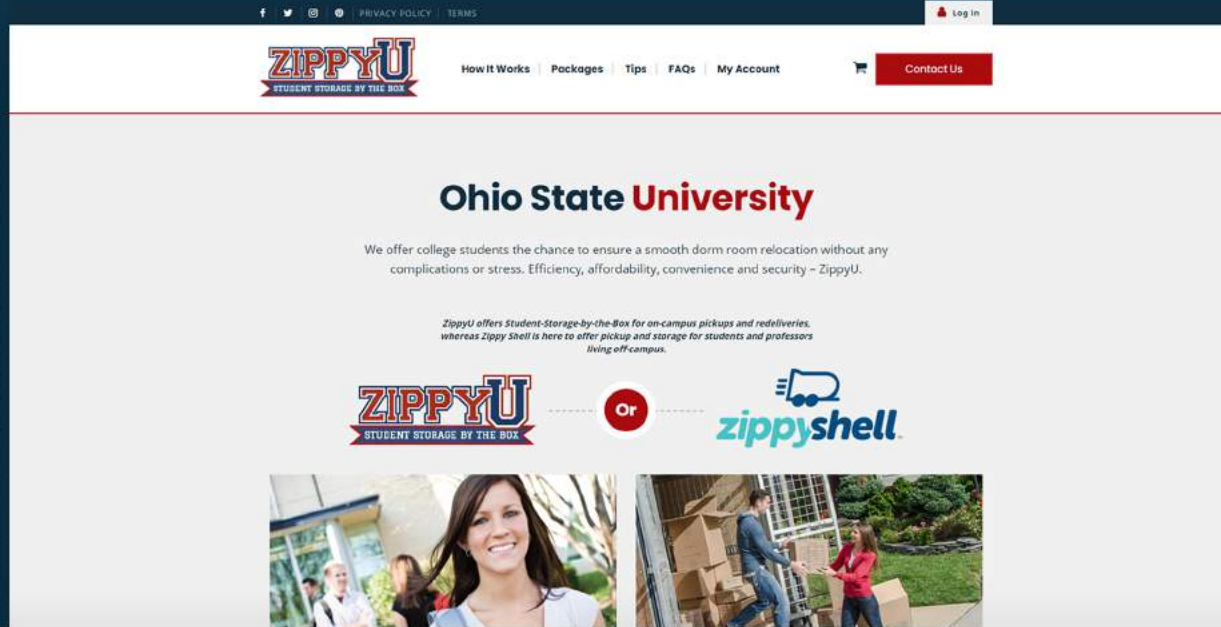 PRIVACY POLICY TERMS Log In
ZIPPYU
STUDENT STORAGE BY THE BOX
How It Works Packages Tips FAQs My Account Contact Us
Ohio State University
We offer college students the chance to ensure a smooth dorm room relocation without any
complications or stress. Efficiency, affordability, convenience and security – ZippyU.
ZippyU offers Student-Storage-by-the-Box for on-campus pickups and redeliveries,
whereas Zippy Shell is here to offer pickup and storage for students and professors
living off-campus.
ZIPPYU
STUDENT STORAGE BY THE BOX
Or
zippyshell